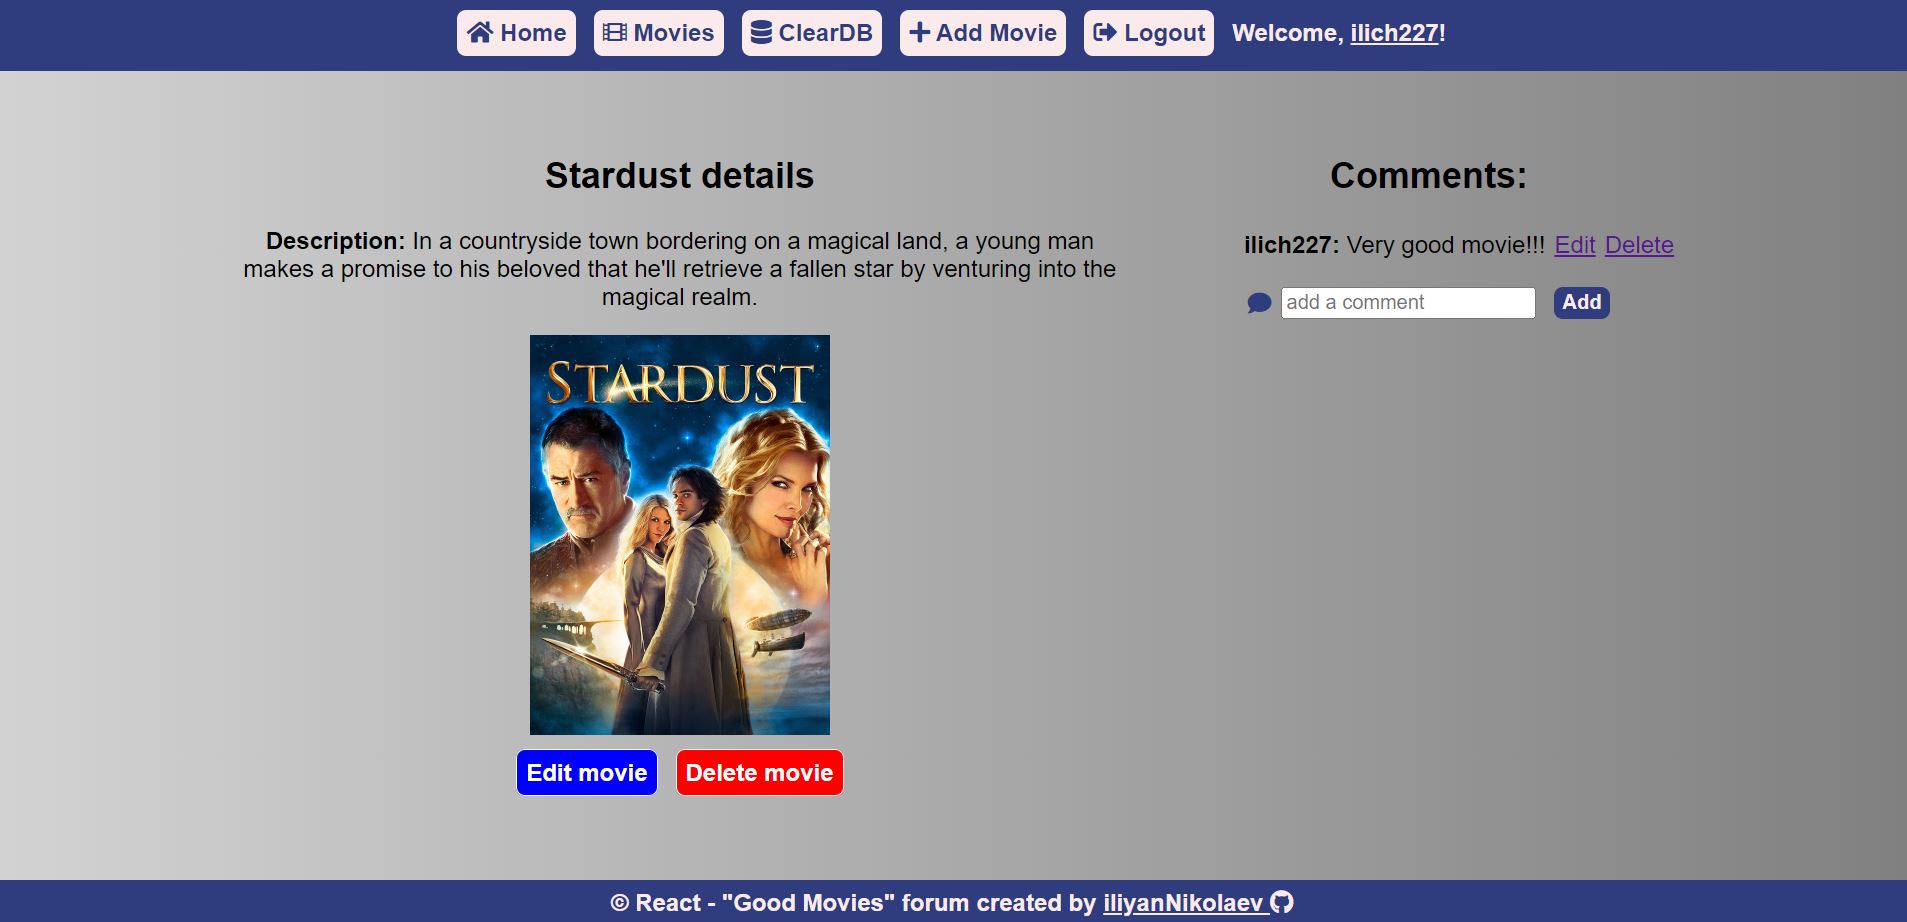 Home Movies ClearDB Add Movie Logout Welcome, ilich227!
Stardust details
Description: In a countryside town bordering on a magical land, a young man
makes a promise to his beloved that he'll retrieve a fallen star by venturing into the
magical realm.
STARDUST
Edit movie Delete movie
Comments:
ilich227: Very good movie!!! Edit Delete
add a comment Add
© React - "Good Movies" forum created by iliyanNikolaev